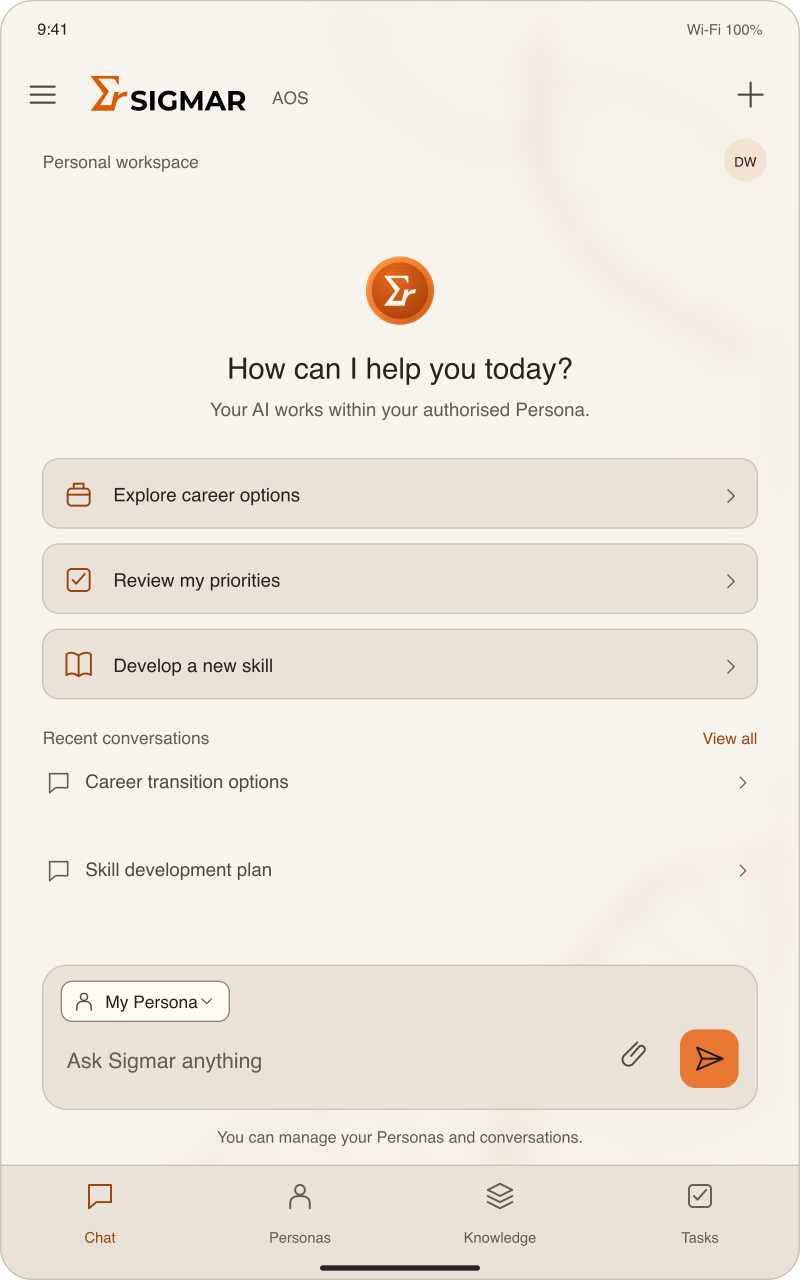 9:41
Wi-Fi 100%
Σr SIGMAR AOS
Personal workspace
DW
Σr
How can I help you today?
Your AI works within your authorised Persona.
Explore career options
Review my priorities
Develop a new skill
Recent conversations
View all
Career transition options
Skill development plan
My Persona
Ask Sigmar anything
You can manage your Personas and conversations.
Chat
Personas
Knowledge
Tasks